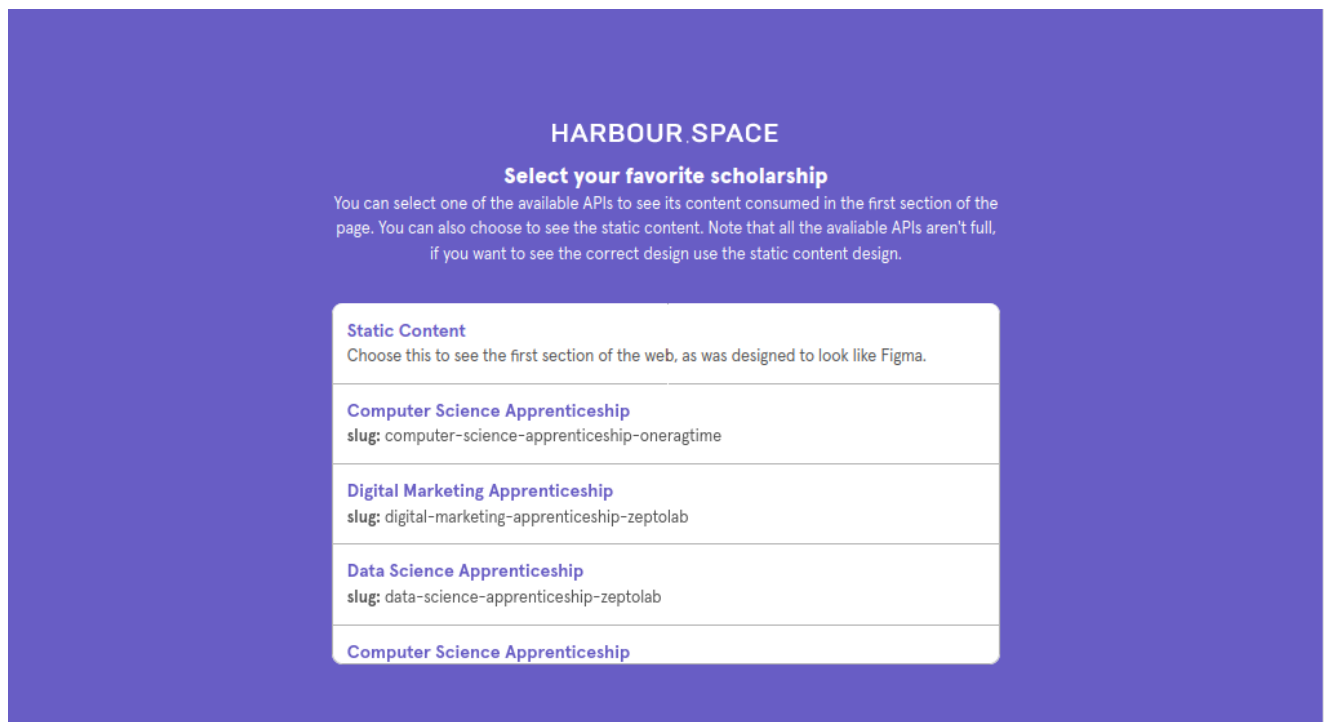 HARBOUR.SPACE
Select your favorite scholarship
You can select one of the available APIs to see its content consumed in the first section of the
page. You can also choose to see the static content. Note that all the avaliable APIs aren't full,
if you want to see the correct design use the static content design.
Static Content
Choose this to see the first section of the web, as was designed to look like Figma.
Computer Science Apprenticeship
slug: computer-science-apprenticeship-oneragtime
Digital Marketing Apprenticeship
slug: digital-marketing-apprenticeship-zeptolab
Data Science Apprenticeship
slug: data-science-apprenticeship-zeptolab
Computer Science Apprenticeship